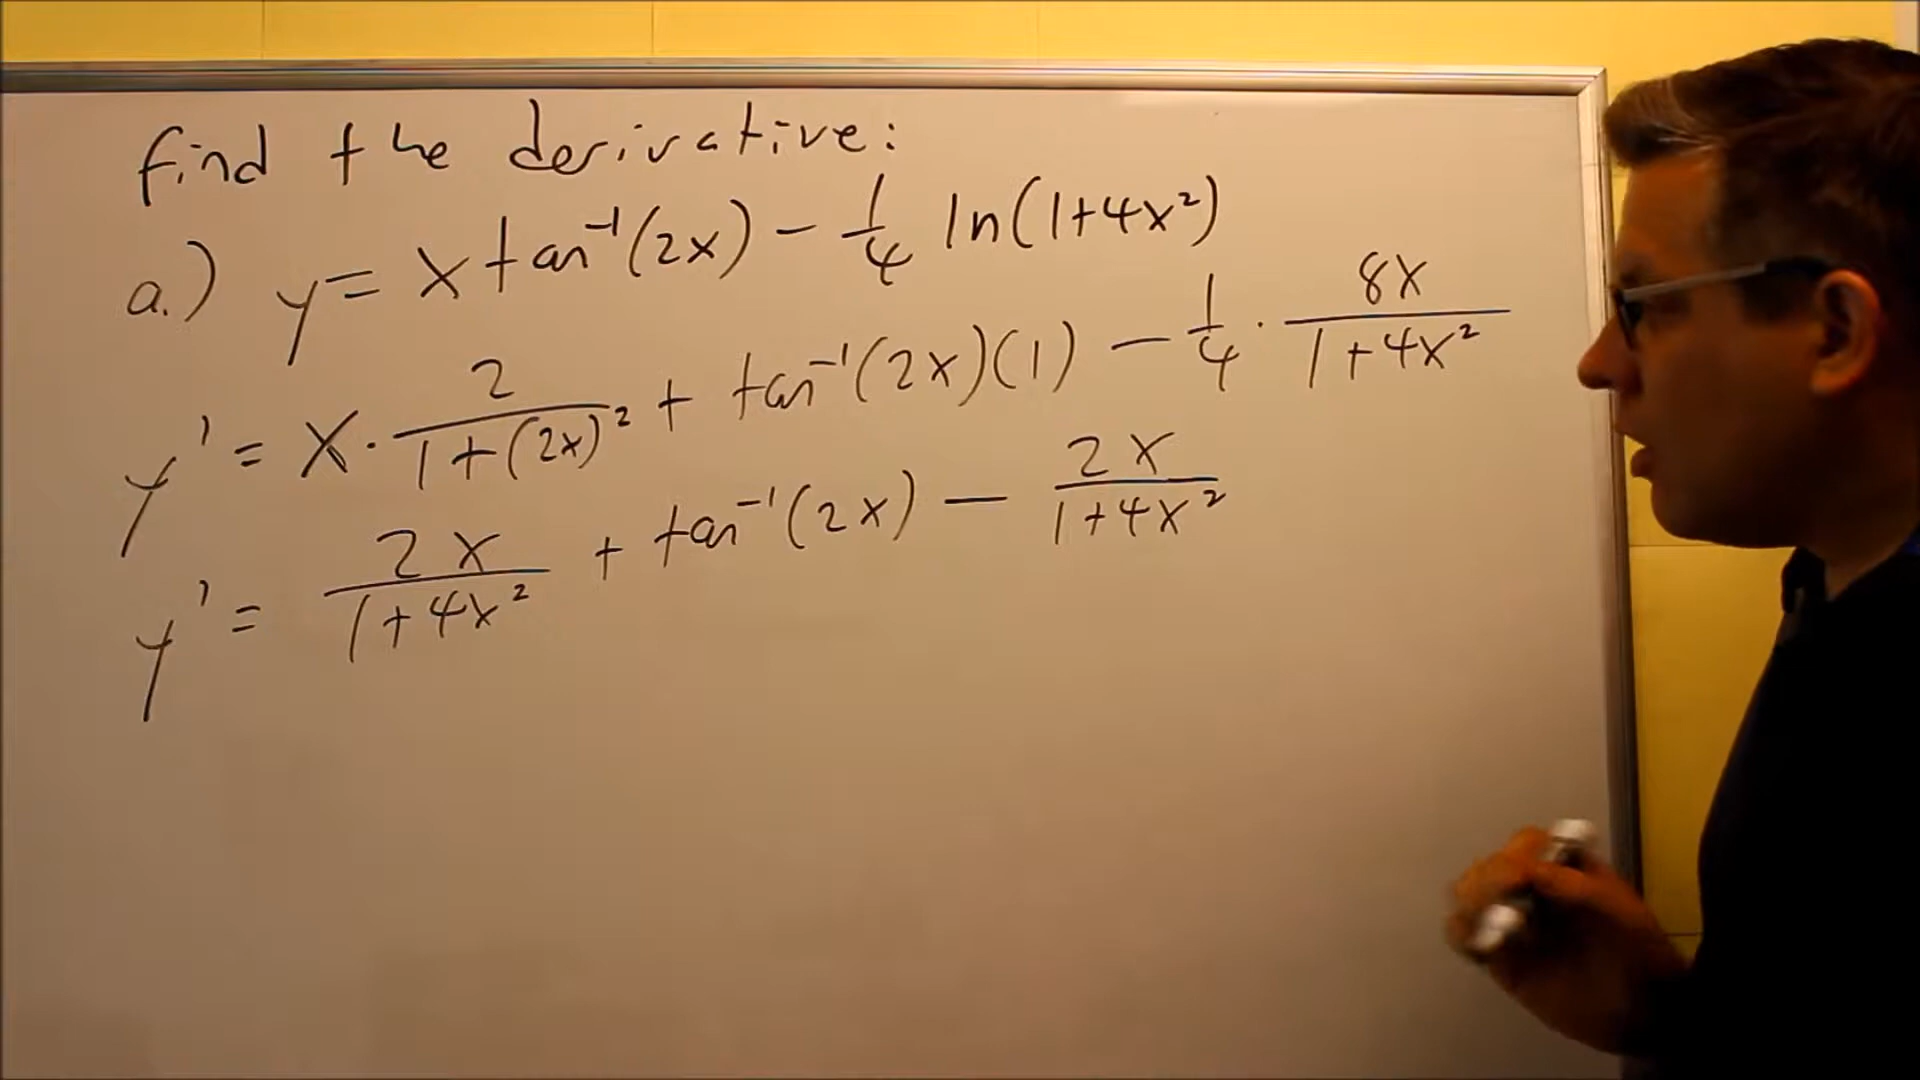 find the derivative:
a.) y = x tan⁻¹(2x) - 1/4 ln(1+4x²)
y' = x · 2/(1+(2x)²) + tan⁻¹(2x)(1) - 1/4 · 8x/(1+4x²)
y' = 2x/(1+4x²) + tan⁻¹(2x) - 2x/(1+4x²)